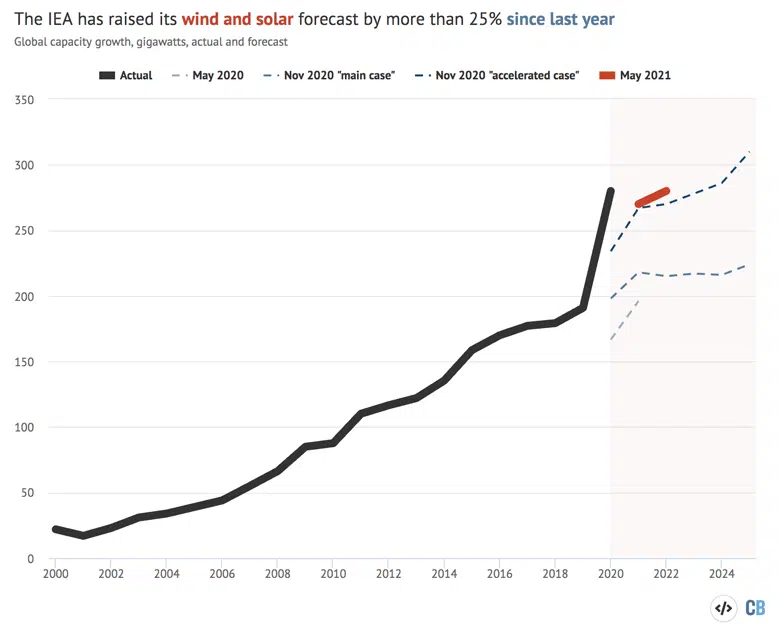 The IEA has raised its wind and solar forecast by more than 25% since last year
Global capacity growth, gigawatts, actual and forecast
Actual May 2020 Nov 2020 "main case" Nov 2020 "accelerated case" May 2021
350
300
250
200
150
100
50
0
2000 2002 2004 2006 2008 2010 2012 2014 2016 2018 2020 2022 2024
</> CB